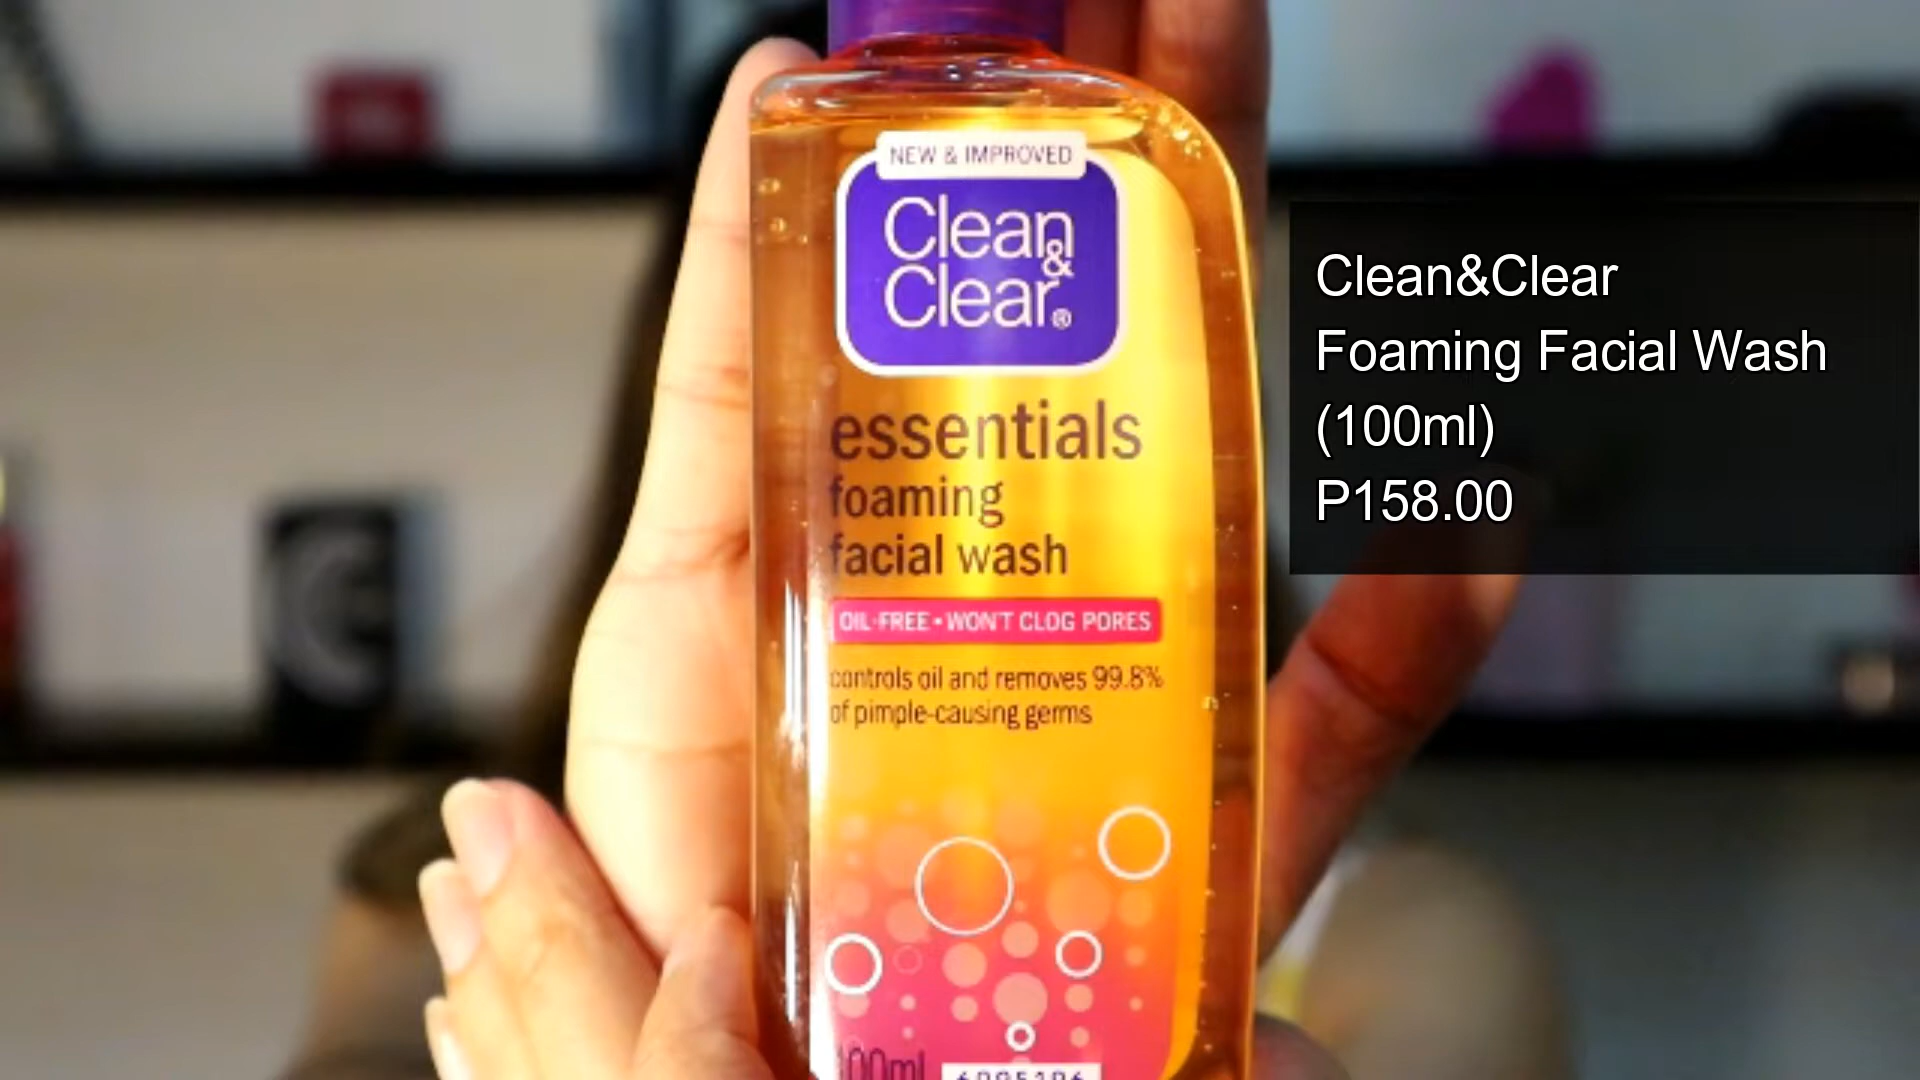 NEW & IMPROVED
Clean
&
Clear®
essentials
foaming
facial wash
OIL-FREE • WON'T CLOG PORES
controls oil and removes 99.8%
of pimple-causing germs
100ml
Clean&Clear
Foaming Facial Wash
(100ml)
P158.00